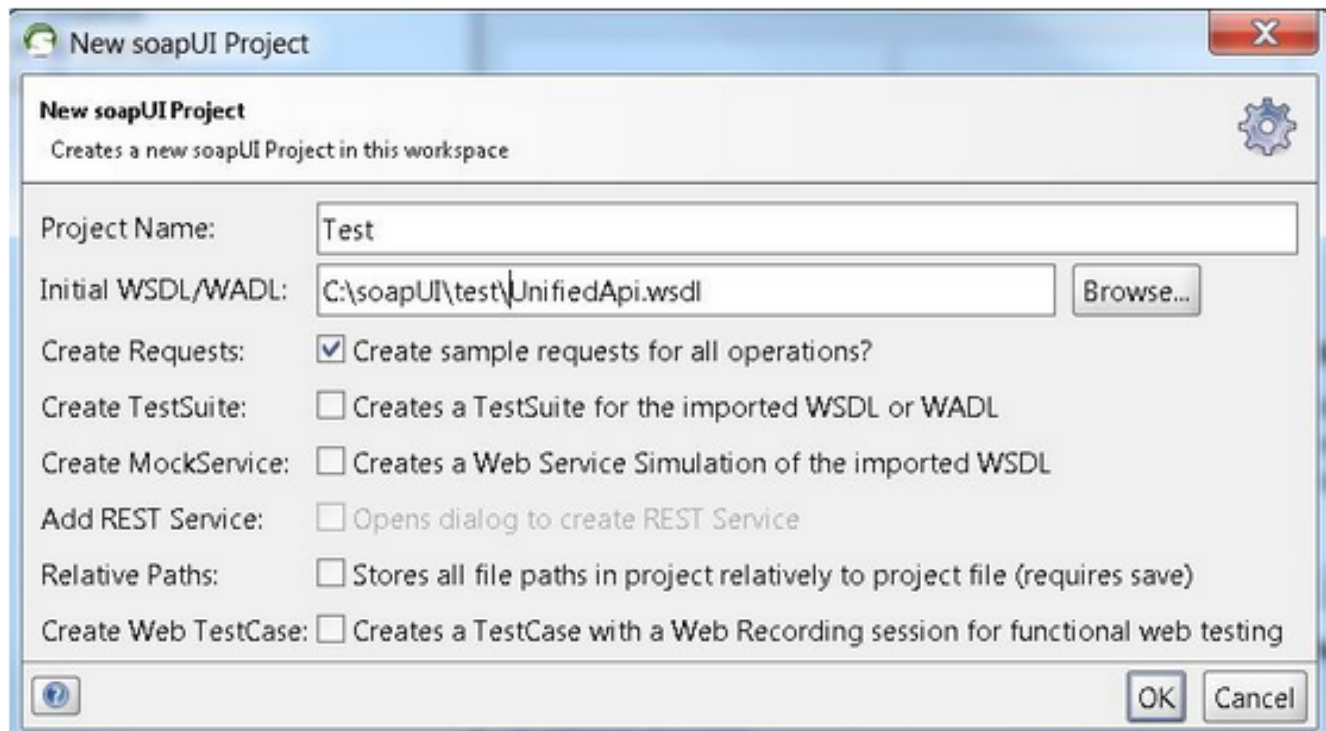 New soapUI Project
New soapUI Project
Creates a new soapUI Project in this workspace
Project Name: Test
Initial WSDL/WADL: C:\soapUI\test\UnifiedApi.wsdl Browse...
Create Requests: Create sample requests for all operations?
Create TestSuite: Creates a TestSuite for the imported WSDL or WADL
Create MockService: Creates a Web Service Simulation of the imported WSDL
Add REST Service: Opens dialog to create REST Service
Relative Paths: Stores all file paths in project relatively to project file (requires save)
Create Web TestCase: Creates a TestCase with a Web Recording session for functional web testing
OK Cancel